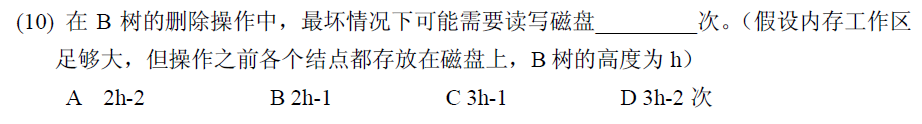 (10) 在 B 树的删除操作中，最坏情况下可能需要读写磁盘________次。（假设内存工作区
足够大，但操作之前各个结点都存放在磁盘上，B 树的高度为 h）
A 2h-2 B 2h-1 C 3h-1 D 3h-2 次